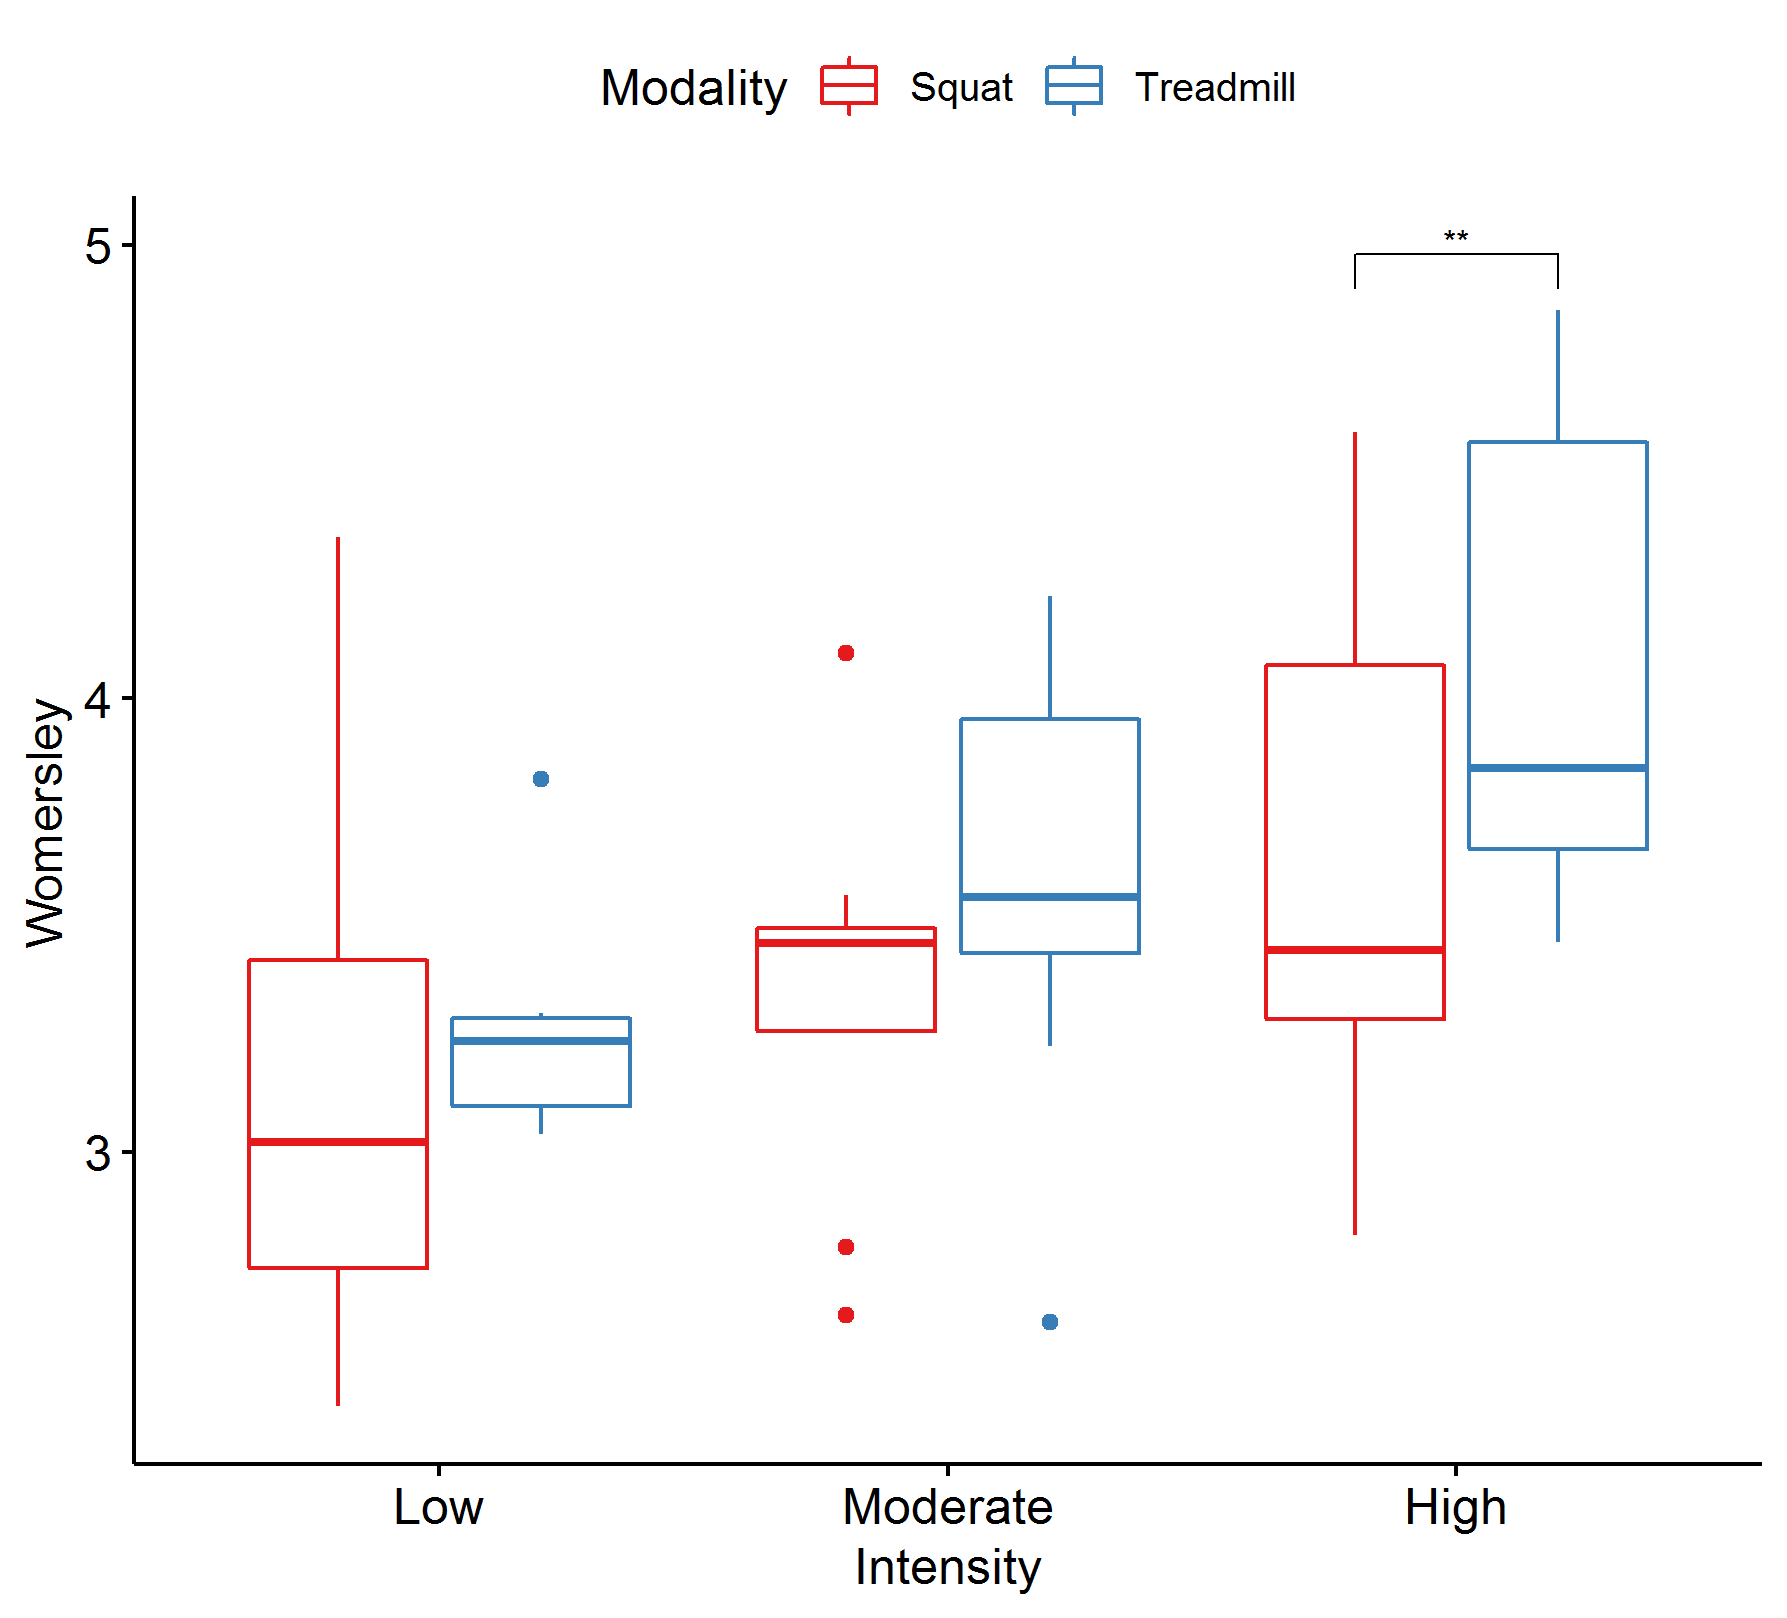 Modality Squat Treadmill
**
5
4
3
Womersley
Low Moderate High
Intensity